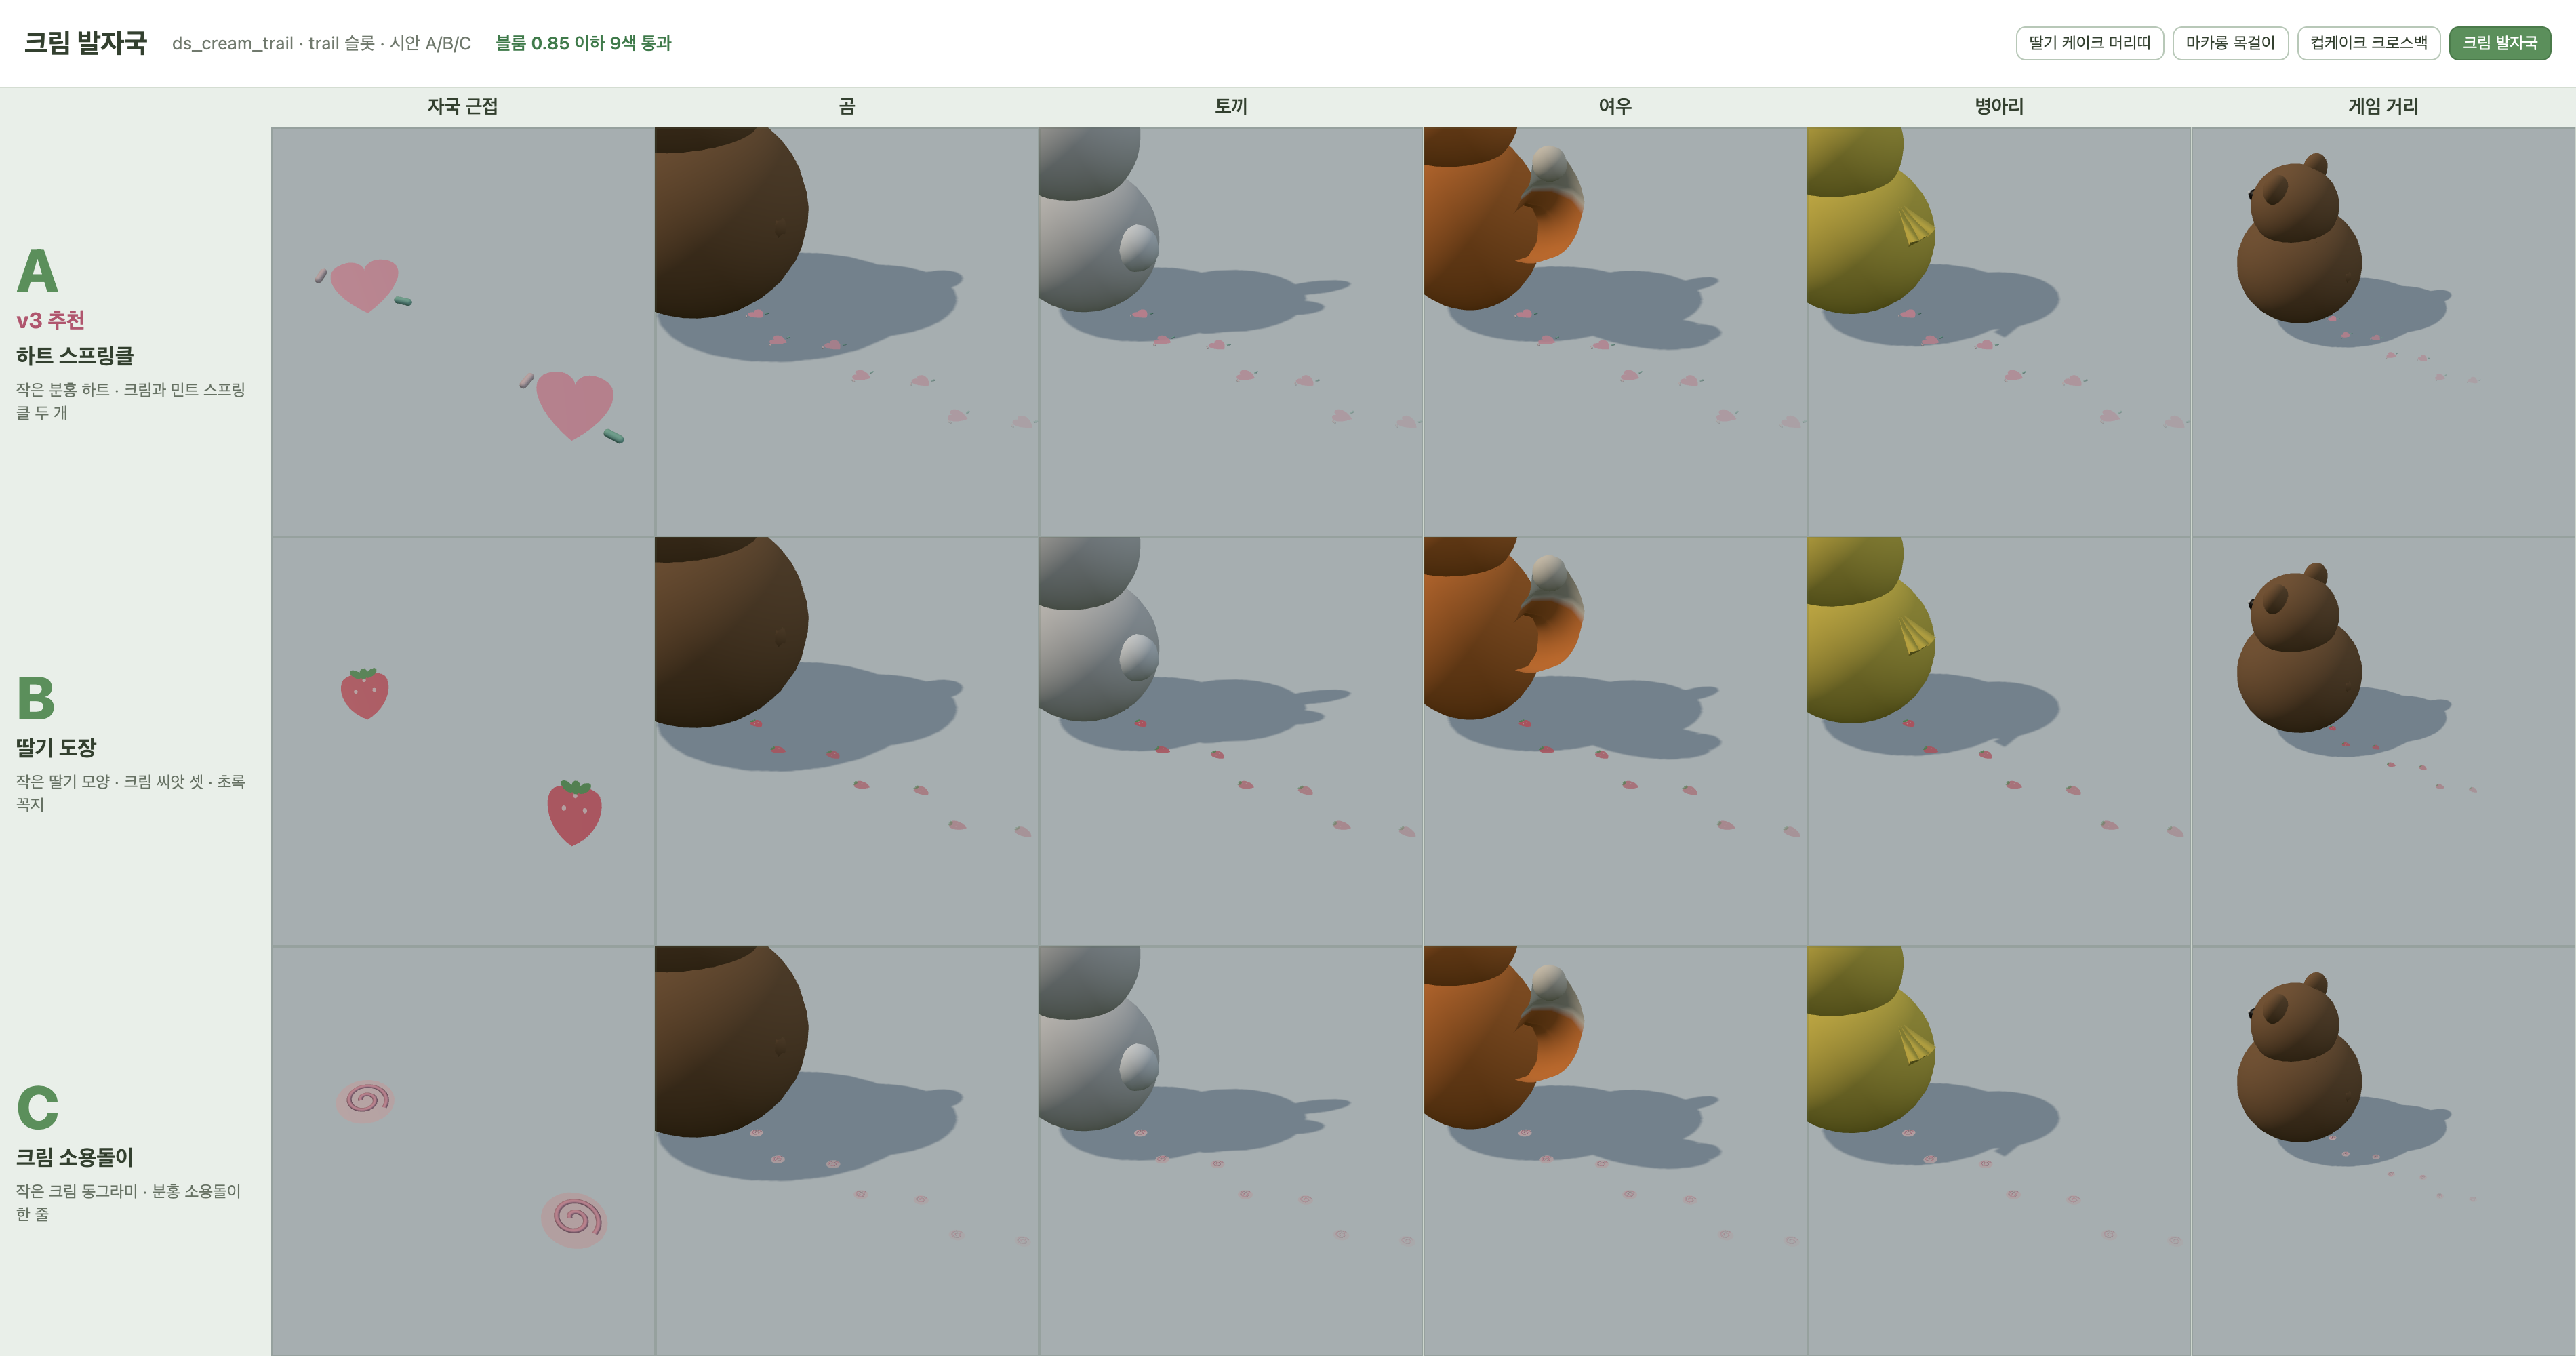 크림 발자국
ds_cream_trail · trail 슬롯 · 시안 A/B/C
블룸 0.85 이하 9색 통과
딸기 케이크 머리띠
마카롱 목걸이
컵케이크 크로스백
크림 발자국
자국 근접
곰
토끼
여우
병아리
게임 거리
A
v3 추천
하트 스프링클
작은 분홍 하트 · 크림과 민트 스프링
클 두 개
B
딸기 도장
작은 딸기 모양 · 크림 씨앗 셋 · 초록
꼭지
C
크림 소용돌이
작은 크림 동그라미 · 분홍 소용돌이
한 줄